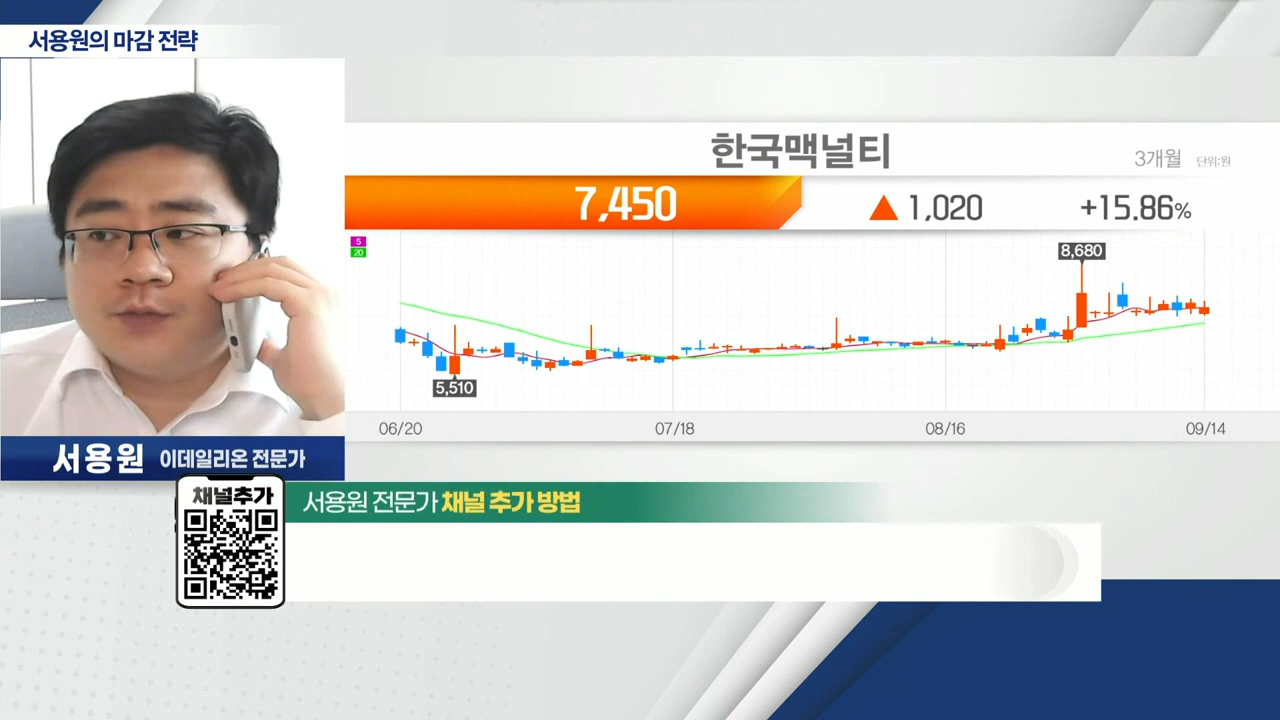 서용원의 마감 전략
한국맥널티
3개월 단위:원
7,450 ▲ 1,020 +15.86%
5
20
8,680
5,510
06/20 07/18 08/16 09/14
서용원 이데일리온 전문가
채널추가
서용원 전문가 채널 추가 방법